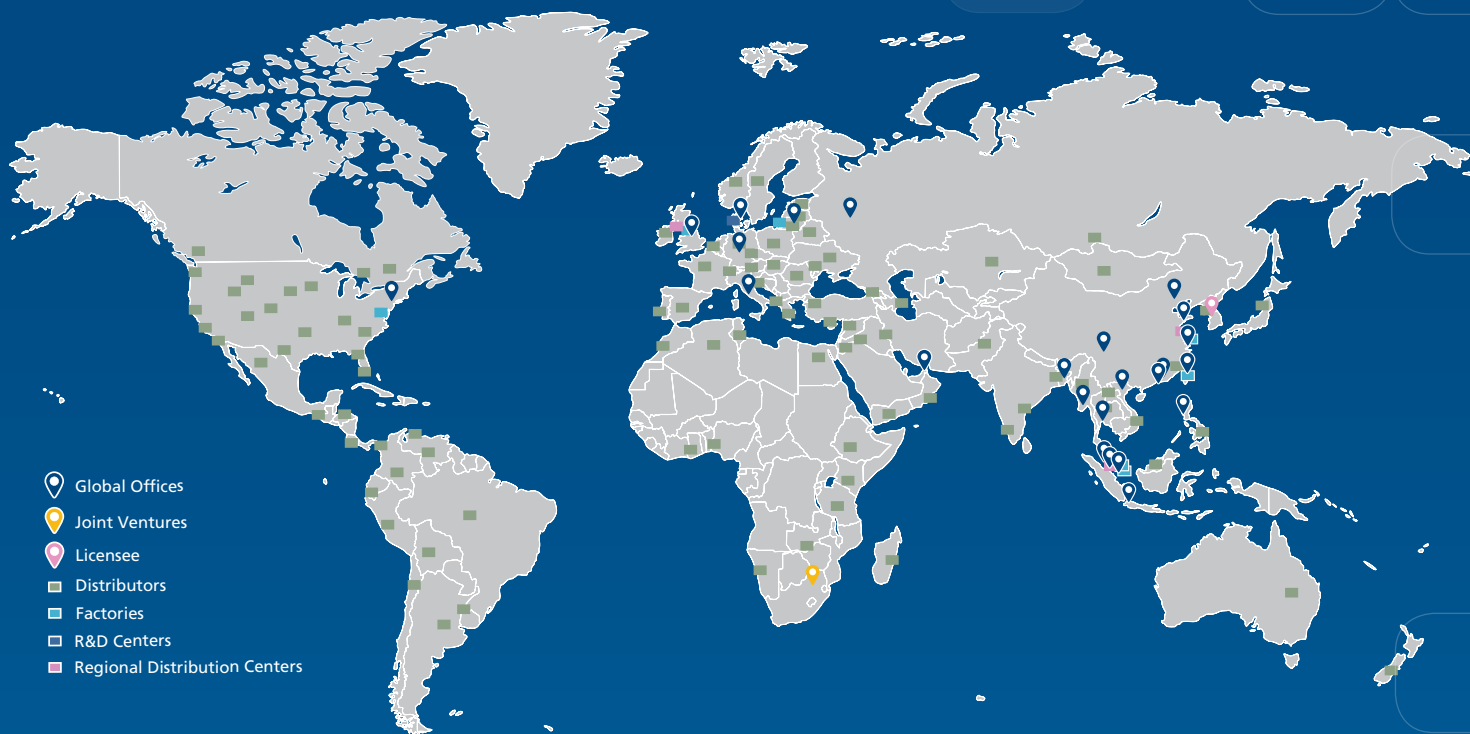 Global Offices
Joint Ventures
Licensee
Distributors
Factories
R&D Centers
Regional Distribution Centers